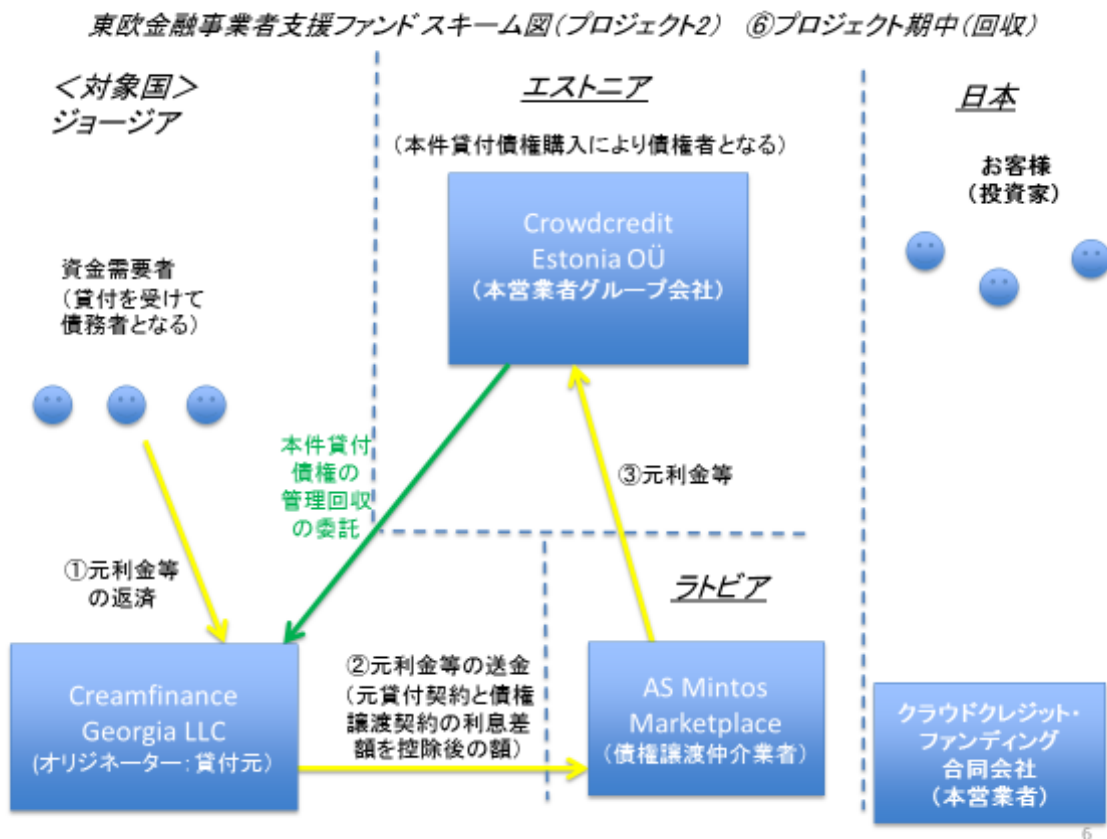 東欧金融事業者支援ファンド スキーム図(プロジェクト2) ⑥プロジェクト期中(回収)
<対象国>
ジョージア
エストニア
日本
(本件貸付債権購入により債権者となる)
お客様
(投資家)
Crowdcredit
Estonia OÜ
(本営業者グループ会社)
資金需要者
(貸付を受けて
債務者となる)
本件貸付
債権の
管理回収
の委託
③元利金等
①元利金等
の返済
ラトビア
Creamfinance
Georgia LLC
(オリジネーター:貸付元)
②元利金等の送金
(元貸付契約と債権
譲渡契約の利息差
額を控除後の額)
AS Mintos
Marketplace
(債権譲渡仲介業者)
クラウドクレジット・
ファンディング
合同会社
(本営業者)
6